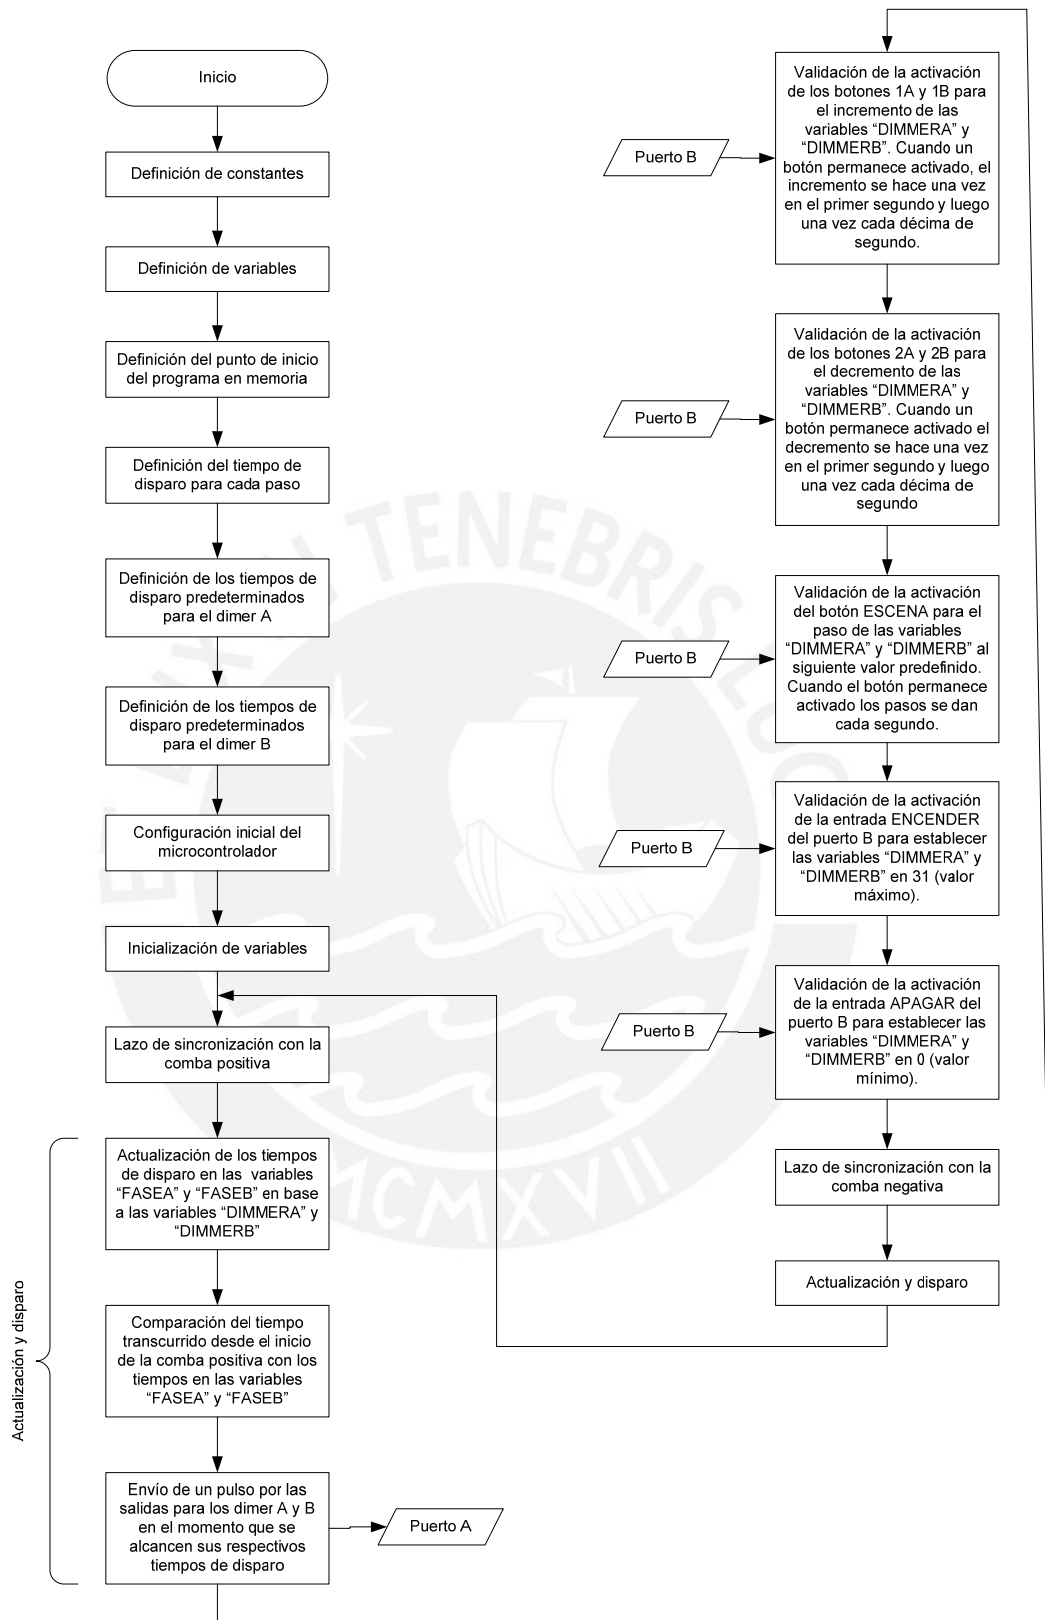 Inicio
Definición de constantes
Definición de variables
Definición del punto de inicio
del programa en memoria
Definición del tiempo de
disparo para cada paso
Definición de los tiempos de
disparo predeterminados
para el dimer A
Definición de los tiempos de
disparo predeterminados
para el dimer B
Configuración inicial del
microcontrolador
Inicialización de variables
Lazo de sincronización con la
comba positiva
Actualización y disparo
Actualización de los tiempos
de disparo en las variables
“FASEA” y “FASEB” en base
a las variables “DIMMERA” y
“DIMMERB”
Comparación del tiempo
transcurrido desde el inicio
de la comba positiva con los
tiempos en las variables
“FASEA” y “FASEB”
Envío de un pulso por las
salidas para los dimer A y B
en el momento que se
alcancen sus respectivos
tiempos de disparo
Puerto A
Puerto B
Validación de la activación
de los botones 1A y 1B para
el incremento de las
variables “DIMMERA” y
“DIMMERB”. Cuando un
botón permanece activado, el
incremento se hace una vez
en el primer segundo y luego
una vez cada décima de
segundo.
Puerto B
Validación de la activación
de los botones 2A y 2B para
el decremento de las
variables “DIMMERA” y
“DIMMERB”. Cuando un
botón permanece activado el
decremento se hace una vez
en el primer segundo y luego
una vez cada décima de
segundo
Puerto B
Validación de la activación
del botón ESCENA para el
paso de las variables
“DIMMERA” y “DIMMERB” al
siguiente valor predefinido.
Cuando el botón permanece
activado los pasos se dan
cada segundo.
Puerto B
Validación de la activación
de la entrada ENCENDER
del puerto B para establecer
las variables “DIMMERA” y
“DIMMERB” en 31 (valor
máximo).
Puerto B
Validación de la activación
de la entrada APAGAR del
puerto B para establecer las
variables “DIMMERA” y
“DIMMERB” en 0 (valor
mínimo).
Lazo de sincronización con la
comba negativa
Actualización y disparo
ET EX IN TENEBRIS LUC
MCMXVII